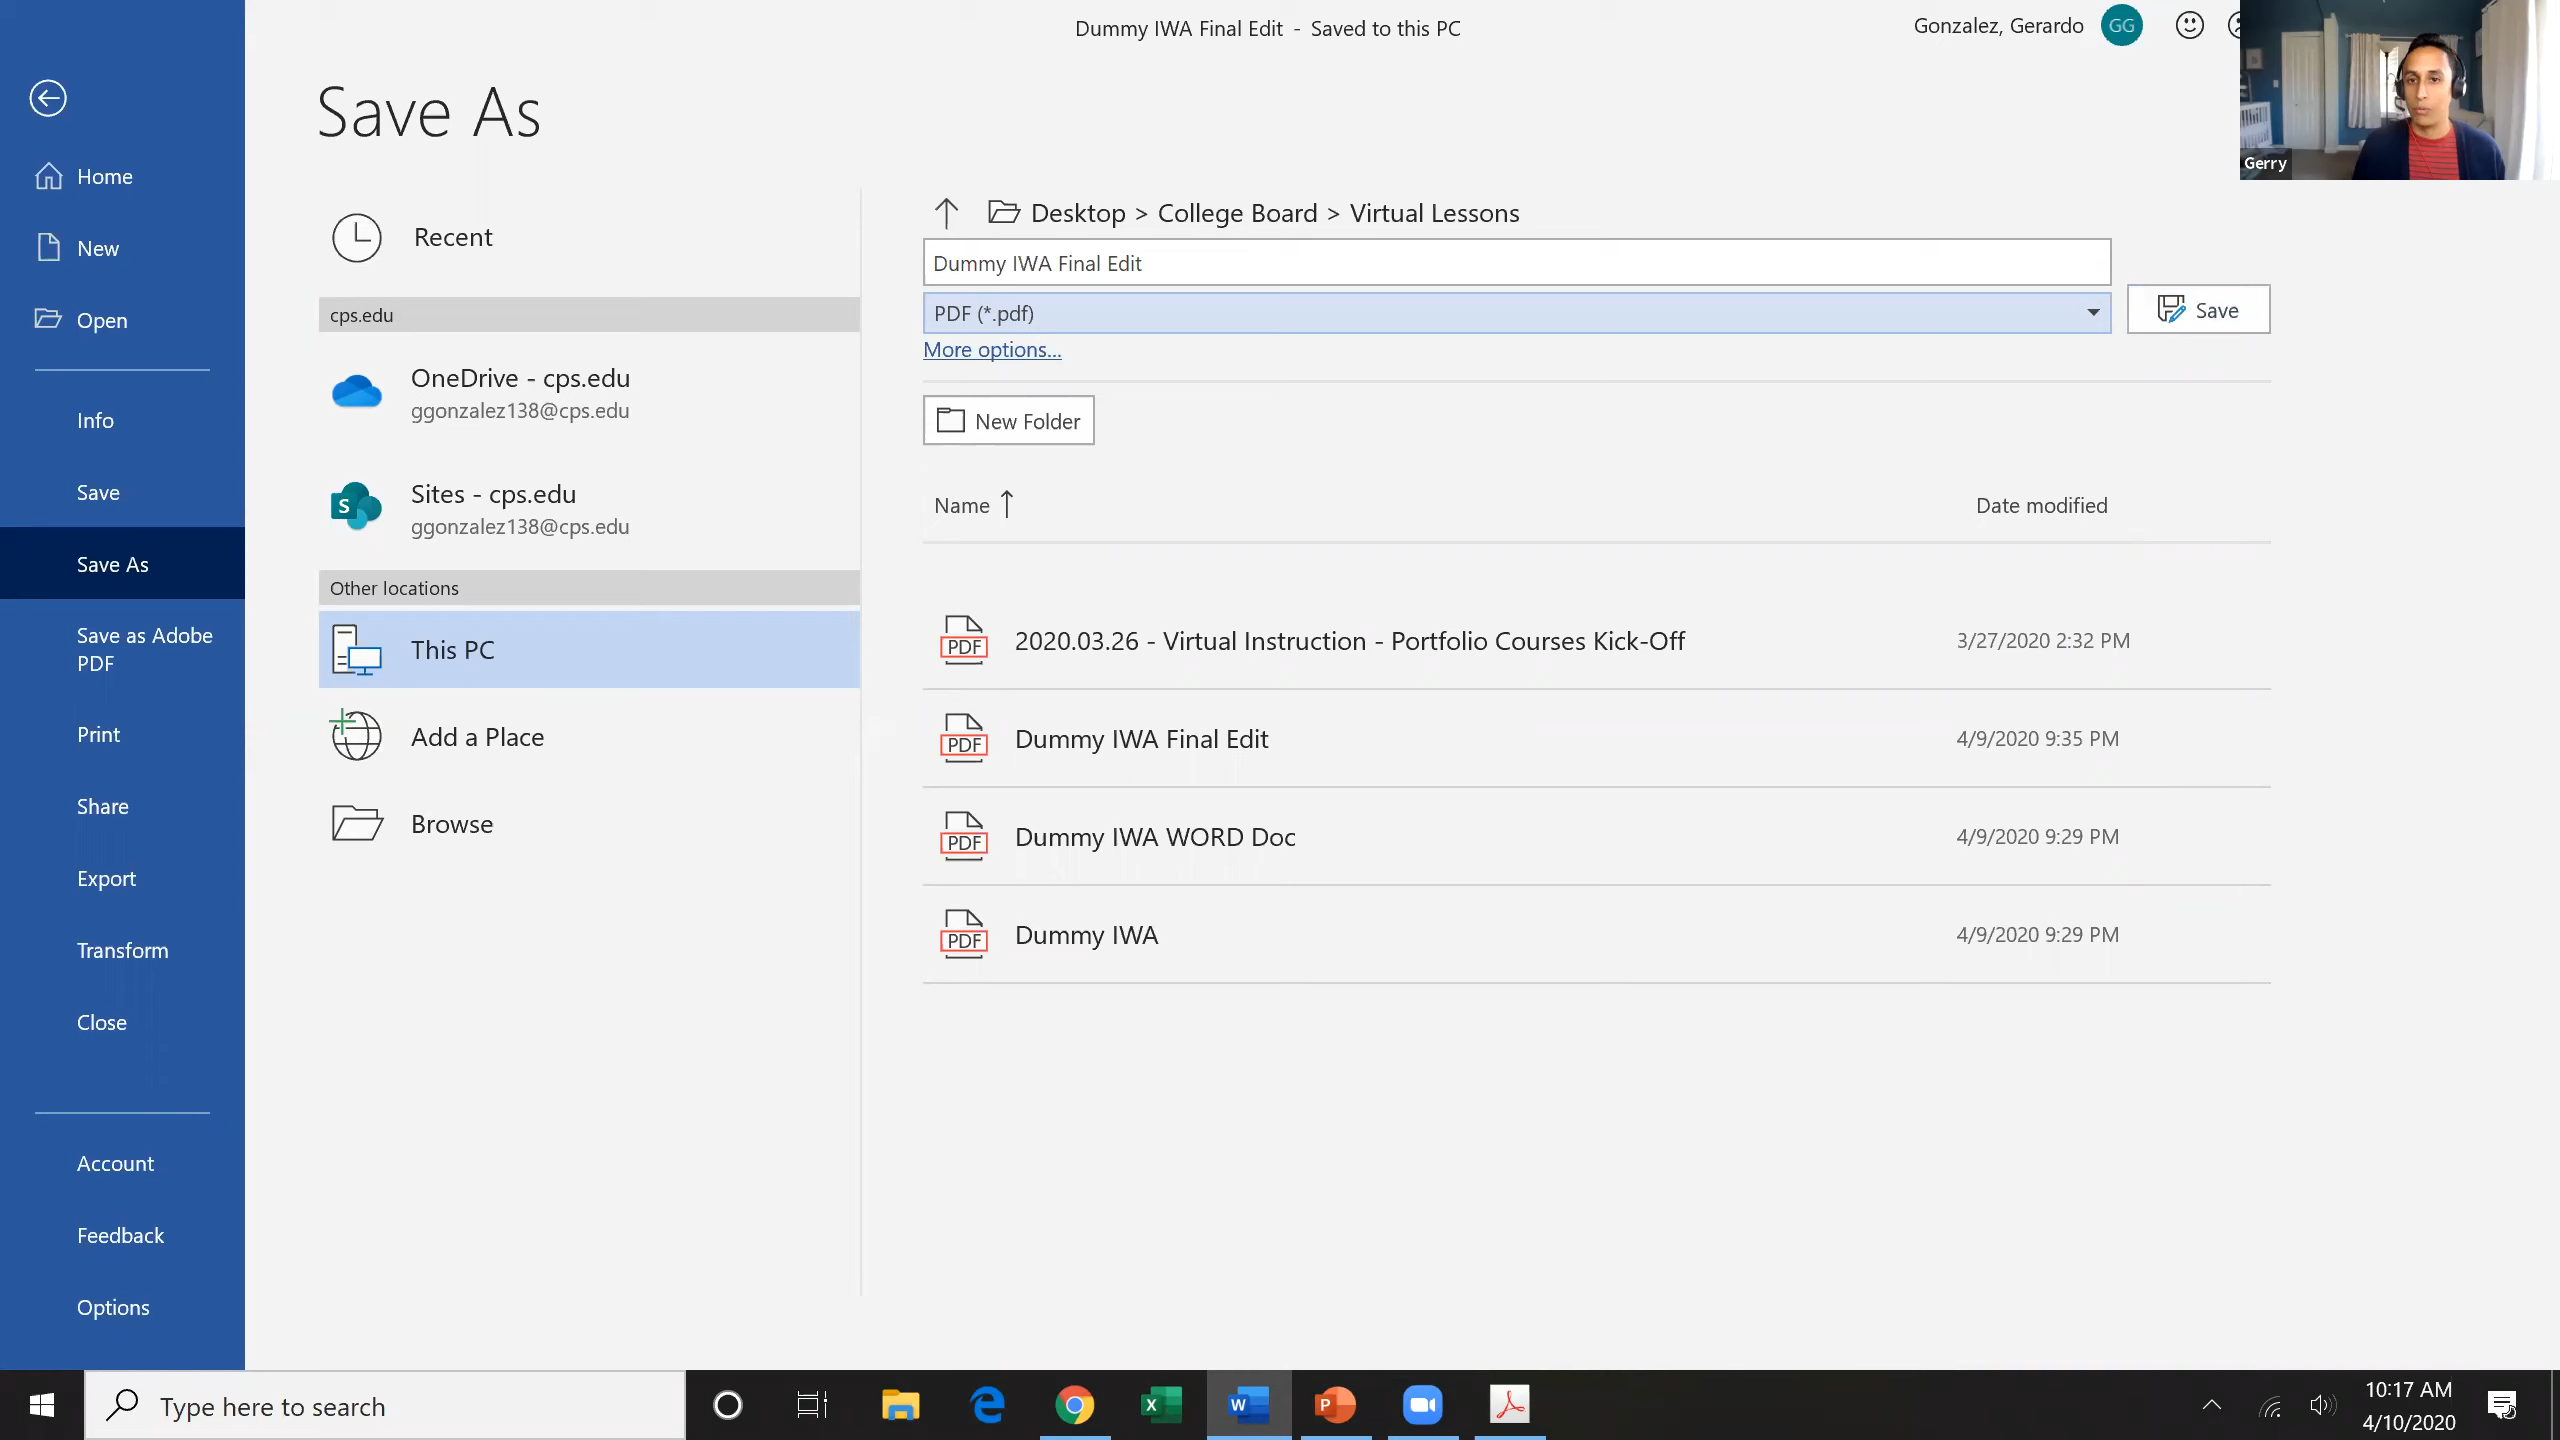 Dummy IWA Final Edit - Saved to this PC
Gonzalez, Gerardo
GG
Gerry
Save As
Home
New
Open
Info
Save
Save As
Save as Adobe
PDF
Print
Share
Export
Transform
Close
Account
Feedback
Options
Recent
cps.edu
OneDrive - cps.edu
ggonzalez138@cps.edu
S
Sites - cps.edu
ggonzalez138@cps.edu
Other locations
This PC
Add a Place
Browse
Desktop > College Board > Virtual Lessons
Dummy IWA Final Edit
PDF (*.pdf)
Save
More options...
New Folder
Name
Date modified
PDF
2020.03.26 - Virtual Instruction - Portfolio Courses Kick-Off
3/27/2020 2:32 PM
PDF
Dummy IWA Final Edit
4/9/2020 9:35 PM
PDF
Dummy IWA WORD Doc
4/9/2020 9:29 PM
PDF
Dummy IWA
4/9/2020 9:29 PM
Type here to search
X
W
P
10:17 AM
4/10/2020